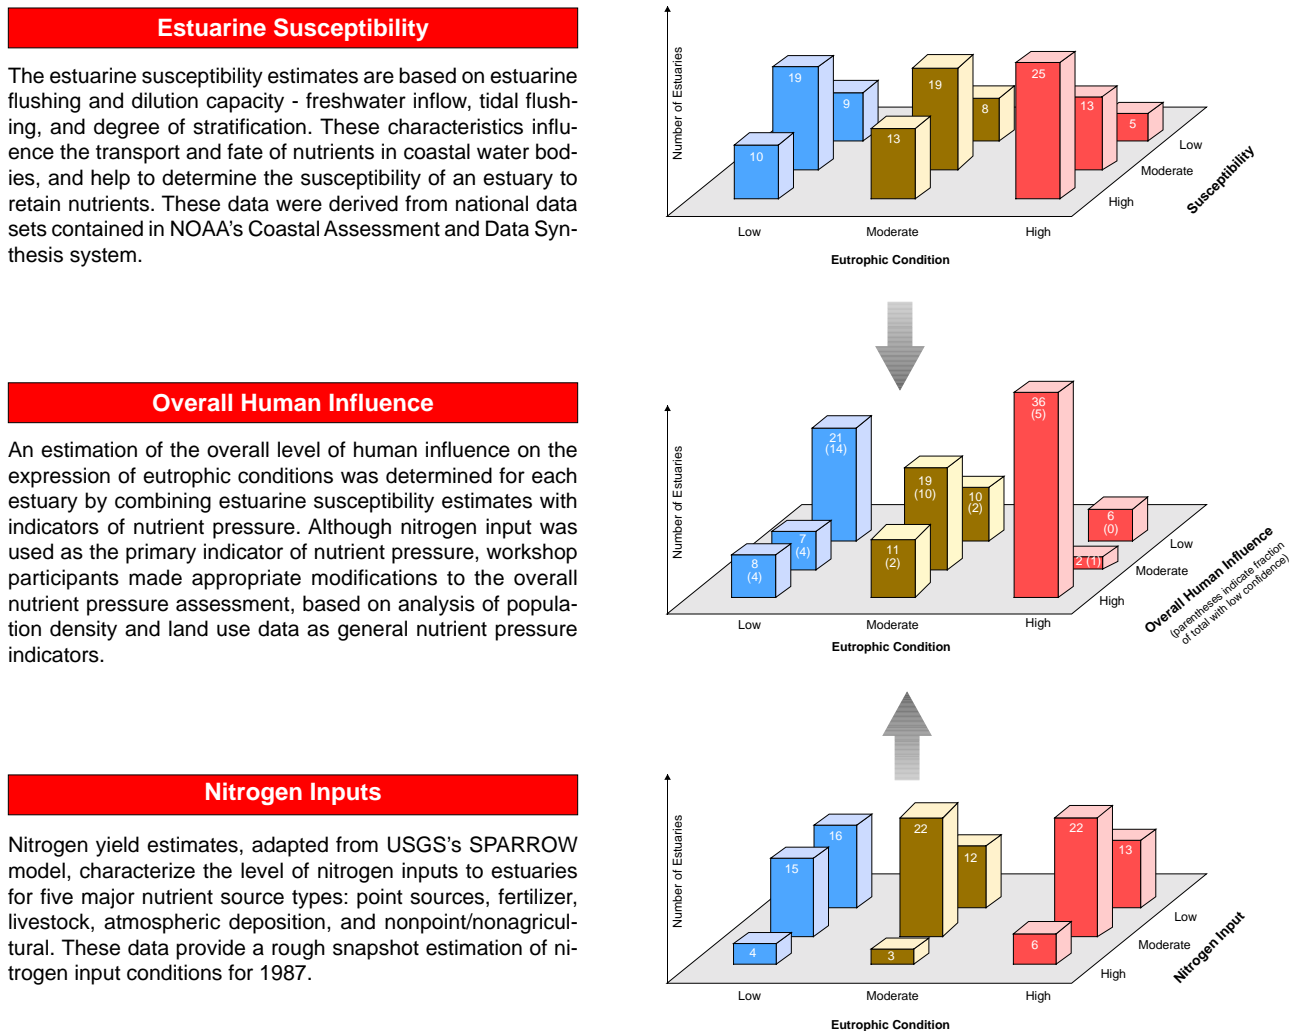 Estuarine Susceptibility
The estuarine susceptibility estimates are based on estuarine
flushing and dilution capacity - freshwater inflow, tidal flush-
ing, and degree of stratification. These characteristics influ-
ence the transport and fate of nutrients in coastal water bod-
ies, and help to determine the susceptibility of an estuary to
retain nutrients. These data were derived from national data
sets contained in NOAA's Coastal Assessment and Data Syn-
thesis system.
Number of Estuaries
10
19
9
13
19
8
25
13
5
Low
Moderate
High
Susceptibility
Low
Moderate
High
Eutrophic Condition
Overall Human Influence
An estimation of the overall level of human influence on the
expression of eutrophic conditions was determined for each
estuary by combining estuarine susceptibility estimates with
indicators of nutrient pressure. Although nitrogen input was
used as the primary indicator of nutrient pressure, workshop
participants made appropriate modifications to the overall
nutrient pressure assessment, based on analysis of popula-
tion density and land use data as general nutrient pressure
indicators.
Number of Estuaries
8
(4)
7
(4)
21
(14)
11
(2)
19
(10)
10
(2)
36
(5)
2 (1)
6
(0)
Low
Moderate
High
Overall Human Influence
(parentheses indicate fraction
of total with low confidence)
Low
Moderate
High
Eutrophic Condition
Nitrogen Inputs
Nitrogen yield estimates, adapted from USGS's SPARROW
model, characterize the level of nitrogen inputs to estuaries
for five major nutrient source types: point sources, fertilizer,
livestock, atmospheric deposition, and nonpoint/nonagricul-
tural. These data provide a rough snapshot estimation of ni-
trogen input conditions for 1987.
Number of Estuaries
4
15
16
3
22
12
6
22
13
Low
Moderate
High
Nitrogen Input
Low
Moderate
High
Eutrophic Condition